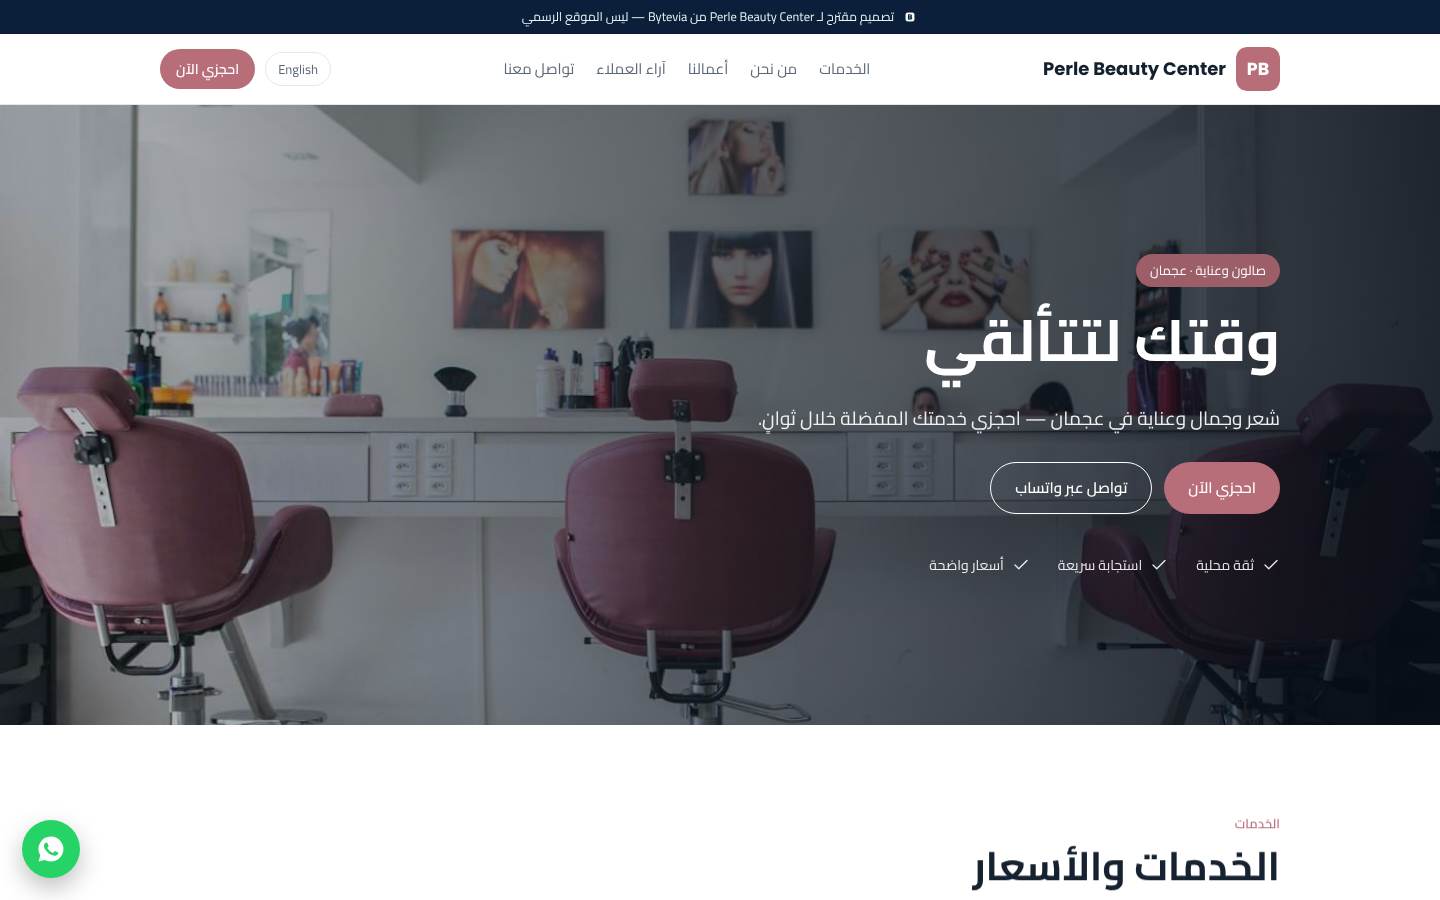 تصميم مقترح لـ Perle Beauty Center من Bytevia — ليس الموقع الرسمي
PB
Perle Beauty Center
الخدمات
من نحن
أعمالنا
آراء العملاء
تواصل معنا
English
احجزي الآن
صالون وعناية · عجمان
وقتك لتتألقي
شعر وجمال وعناية في عجمان — احجزي خدمتك المفضلة خلال ثوانٍ.
احجزي الآن
تواصل عبر واتساب
ثقة محلية
استجابة سريعة
أسعار واضحة
الخدمات
الخدمات والأسعار